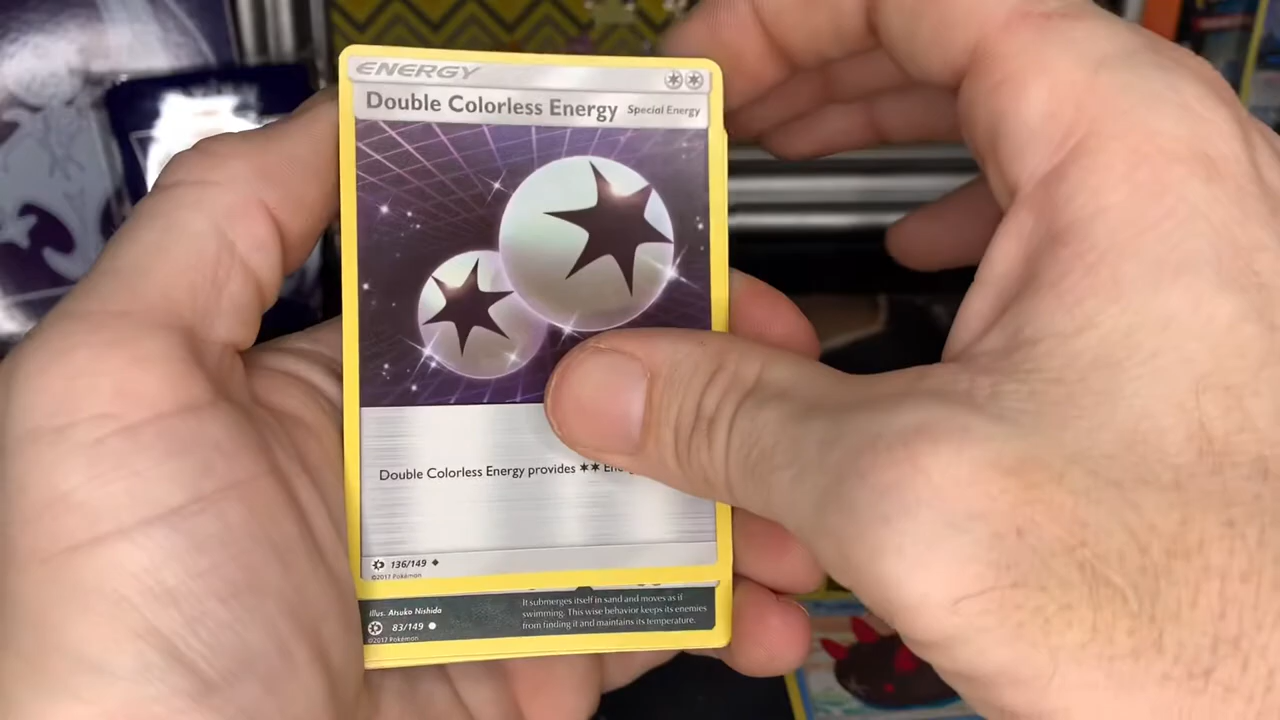 ENERGY
Double Colorless Energy Special Energy
Double Colorless Energy provides
136/149
©2017 Pokémon
Illus. Atsuko Nishida
83/149
©2017 Pokémon
It submerges itself in sand and moves as if
swimming. This wise behavior keeps its enemies
from finding it and maintains its temperature.